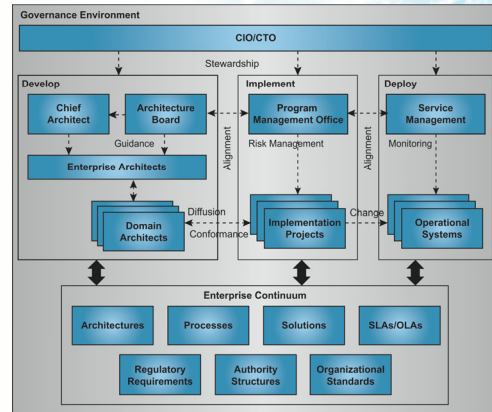 Governance Environment
CIO/CTO
Stewardship
Develop
Implement
Deploy
Chief
Architect
Architecture
Board
Program
Management Office
Service
Management
Guidance
Alignment
Risk Management
Alignment
Monitoring
Enterprise Architects
Diffusion
Conformance
Domain
Architects
Implementation
Projects
Change
Operational
Systems
Enterprise Continuum
Architectures
Processes
Solutions
SLAs/OLAs
Regulatory
Requirements
Authority
Structures
Organizational
Standards